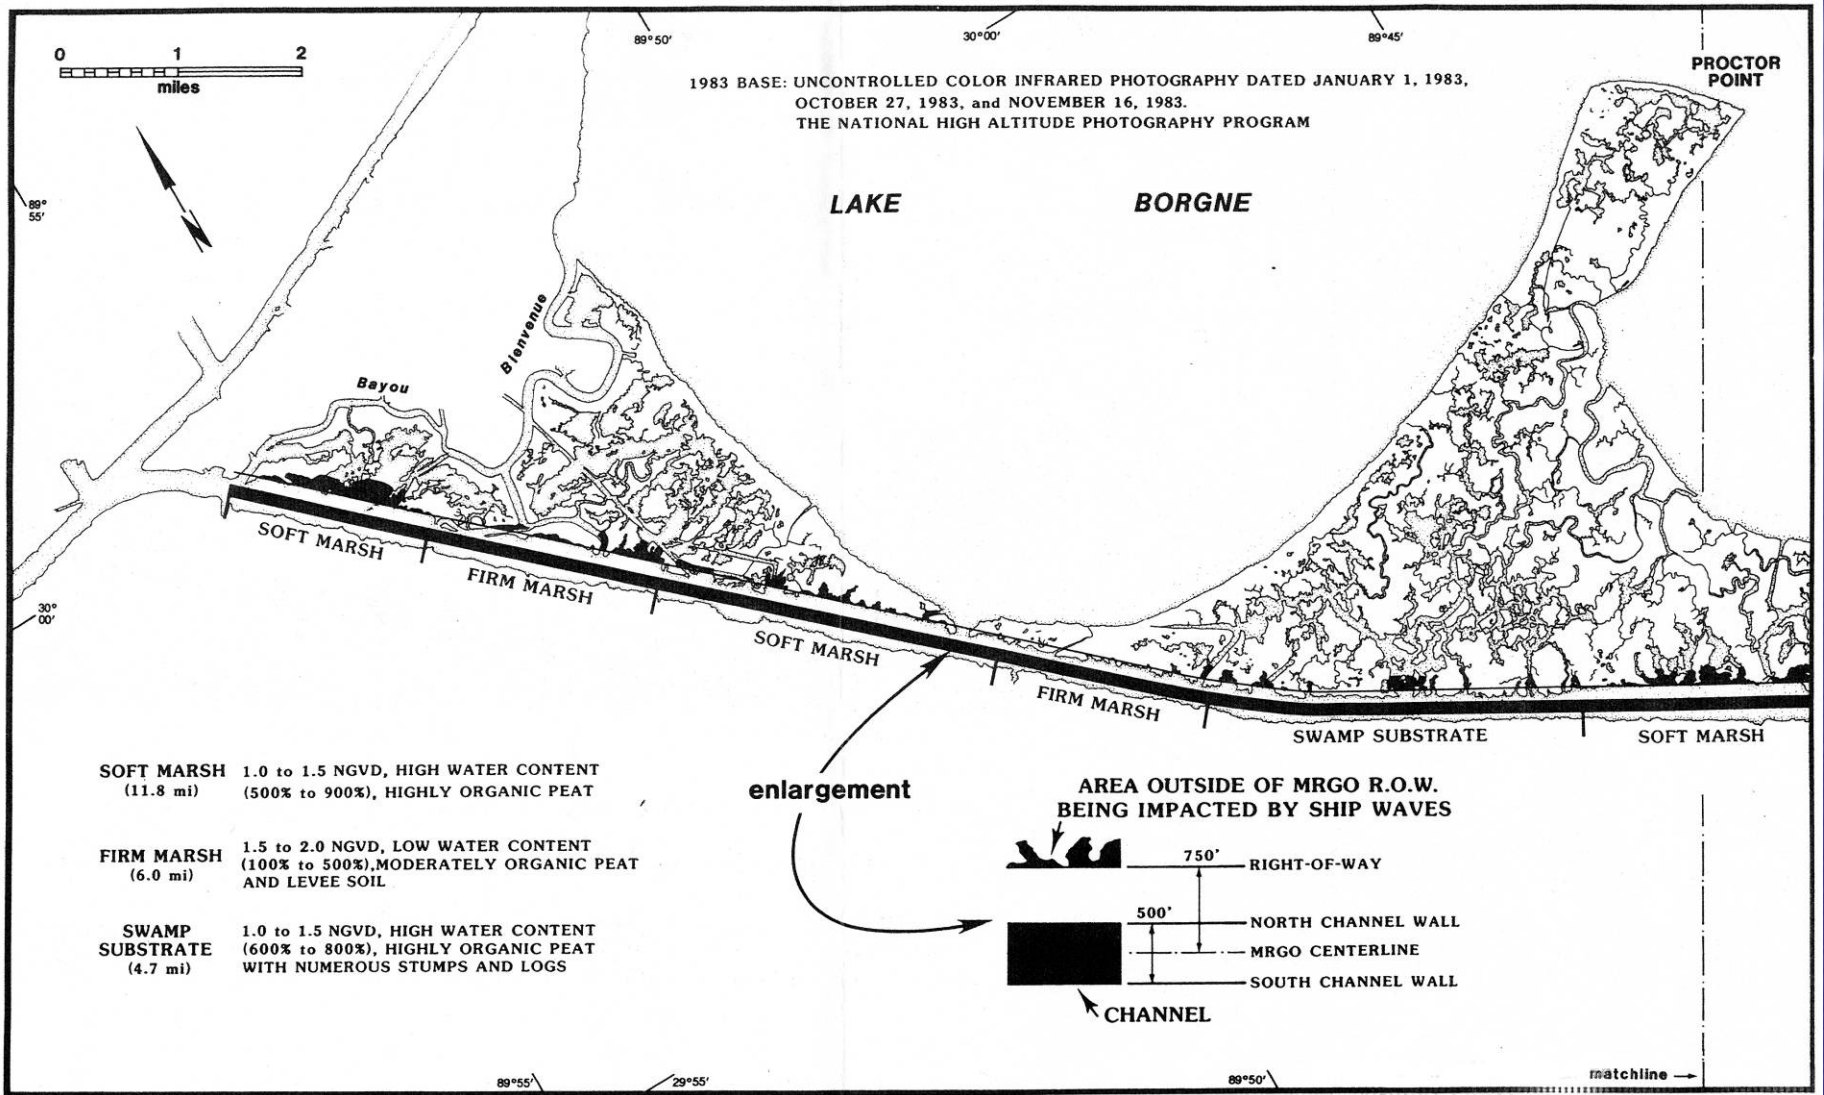 0 1 2
miles
89°50'
30°00'
89°45'
PROCTOR
POINT
1983 BASE: UNCONTROLLED COLOR INFRARED PHOTOGRAPHY DATED JANUARY 1, 1983,
OCTOBER 27, 1983, and NOVEMBER 16, 1983.
THE NATIONAL HIGH ALTITUDE PHOTOGRAPHY PROGRAM
N
89°
55'
LAKE BORGNE
Bayou Bienvenue
30°
00'
SOFT MARSH
FIRM MARSH
SOFT MARSH
FIRM MARSH
SWAMP SUBSTRATE
SOFT MARSH
SOFT MARSH 1.0 to 1.5 NGVD, HIGH WATER CONTENT
(11.8 mi) (500% to 900%), HIGHLY ORGANIC PEAT
FIRM MARSH 1.5 to 2.0 NGVD, LOW WATER CONTENT
(6.0 mi) (100% to 500%),MODERATELY ORGANIC PEAT
AND LEVEE SOIL
SWAMP 1.0 to 1.5 NGVD, HIGH WATER CONTENT
SUBSTRATE (600% to 800%), HIGHLY ORGANIC PEAT
(4.7 mi) WITH NUMEROUS STUMPS AND LOGS
enlargement
AREA OUTSIDE OF MRGO R.O.W.
BEING IMPACTED BY SHIP WAVES
750' RIGHT-OF-WAY
500' NORTH CHANNEL WALL
MRGO CENTERLINE
SOUTH CHANNEL WALL
CHANNEL
89°55'
29°55'
89°50'
matchline